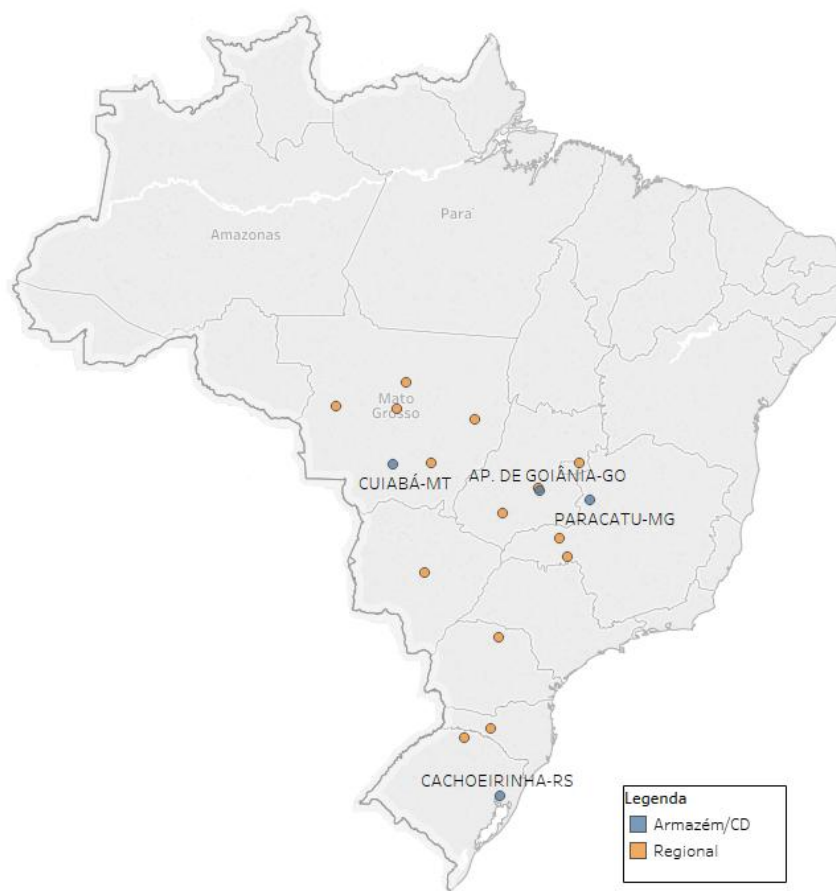 Pará
Amazonas
Mato
Grosso
CUIABÁ-MT
AP. DE GOIÂNIA-GO
PARACATU-MG
CACHOEIRINHA-RS
Legenda
Armazém/CD
Regional